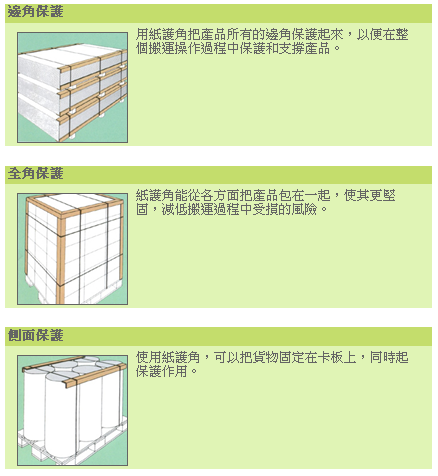 邊角保護
用紙護角把產品所有的邊角保護起來，以便在整
個搬運操作過程中保護和支撐產品。
全角保護
紙護角能從各方面把產品包在一起，使其更堅
固，減低搬運過程中受損的風險。
側面保護
使用紙護角，可以把貨物固定在卡板上，同時起
保護作用。